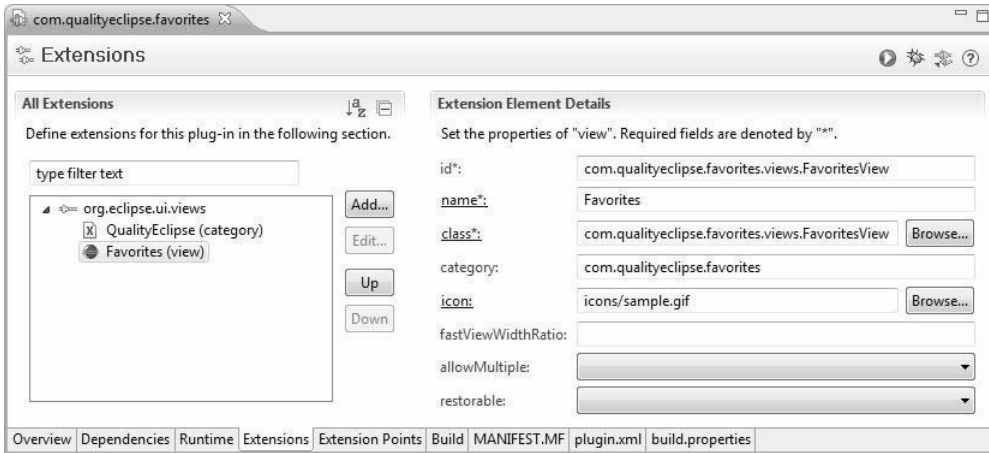 com.qualityeclipse.favorites
Extensions
All Extensions
Define extensions for this plug-in in the following section.
type filter text
org.eclipse.ui.views
QualityEclipse (category)
Favorites (view)
Add...
Edit...
Up
Down
Extension Element Details
Set the properties of "view". Required fields are denoted by "*".
id*: com.qualityeclipse.favorites.views.FavoritesView
name*: Favorites
class*: com.qualityeclipse.favorites.views.FavoritesView Browse...
category: com.qualityeclipse.favorites
icon: icons/sample.gif Browse...
fastViewWidthRatio:
allowMultiple:
restorable:
Overview Dependencies Runtime Extensions Extension Points Build MANIFEST.MF plugin.xml build.properties